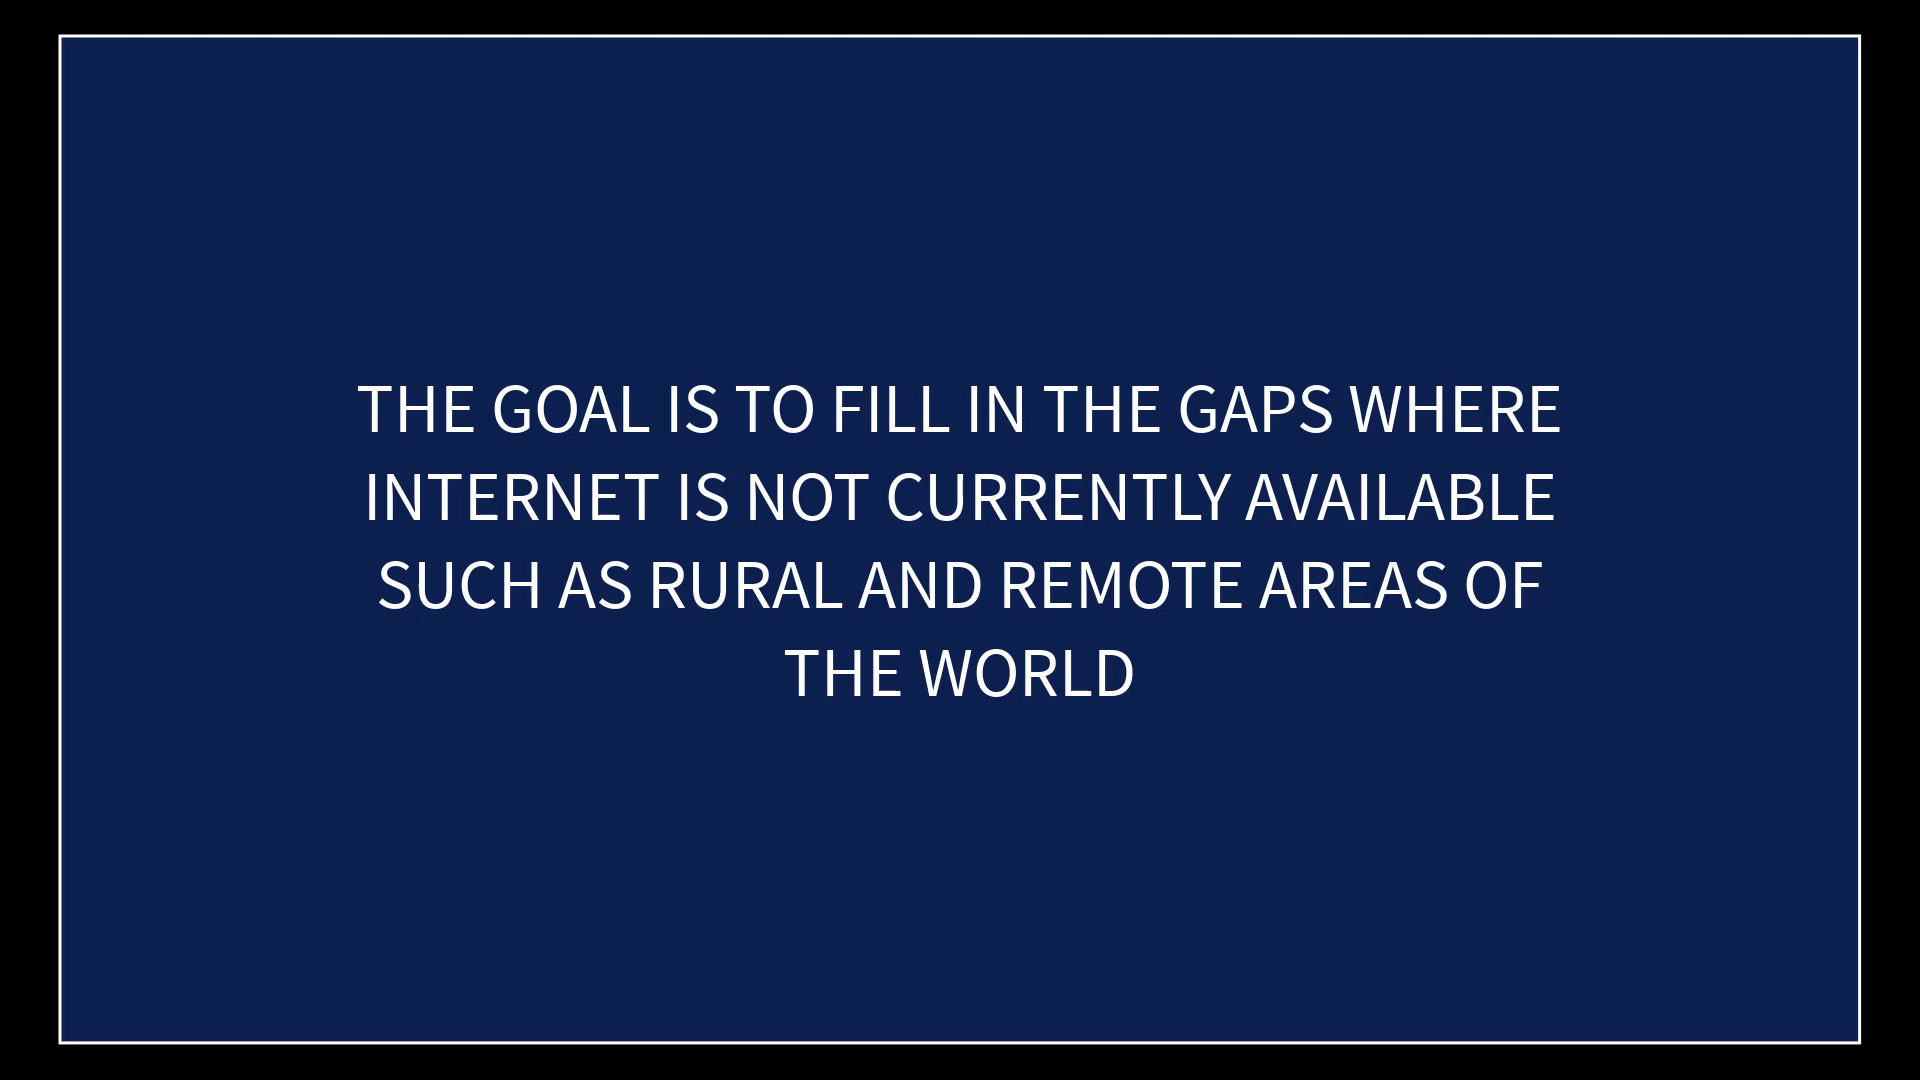 THE GOAL IS TO FILL IN THE GAPS WHERE
INTERNET IS NOT CURRENTLY AVAILABLE
SUCH AS RURAL AND REMOTE AREAS OF
THE WORLD